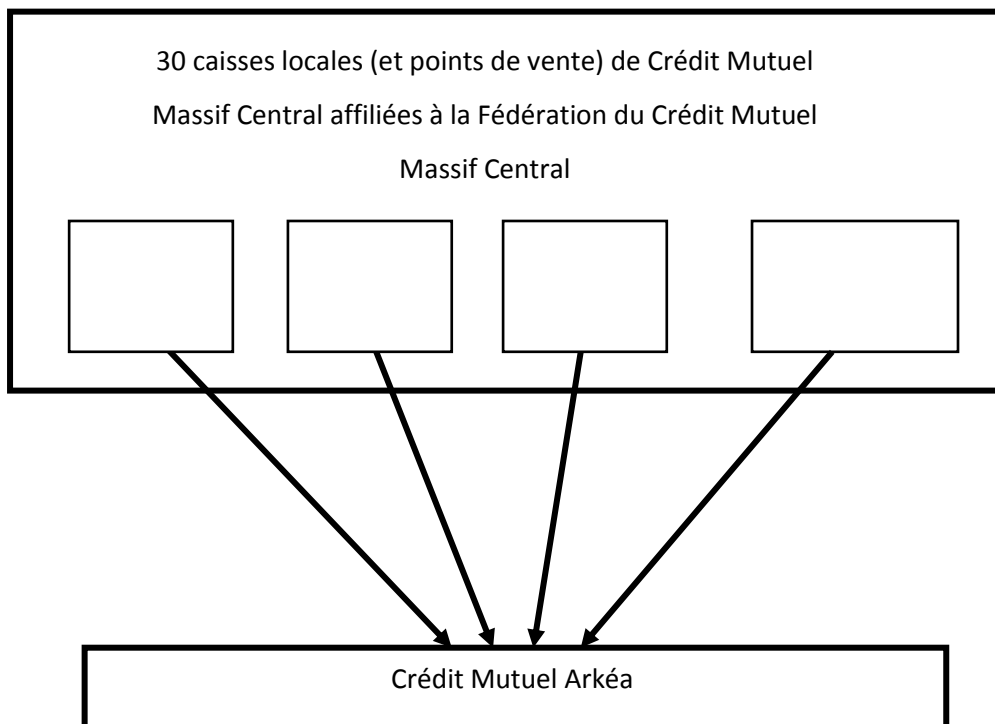 30 caisses locales (et points de vente) de Crédit Mutuel
Massif Central affiliées à la Fédération du Crédit Mutuel
Massif Central
Crédit Mutuel Arkéa